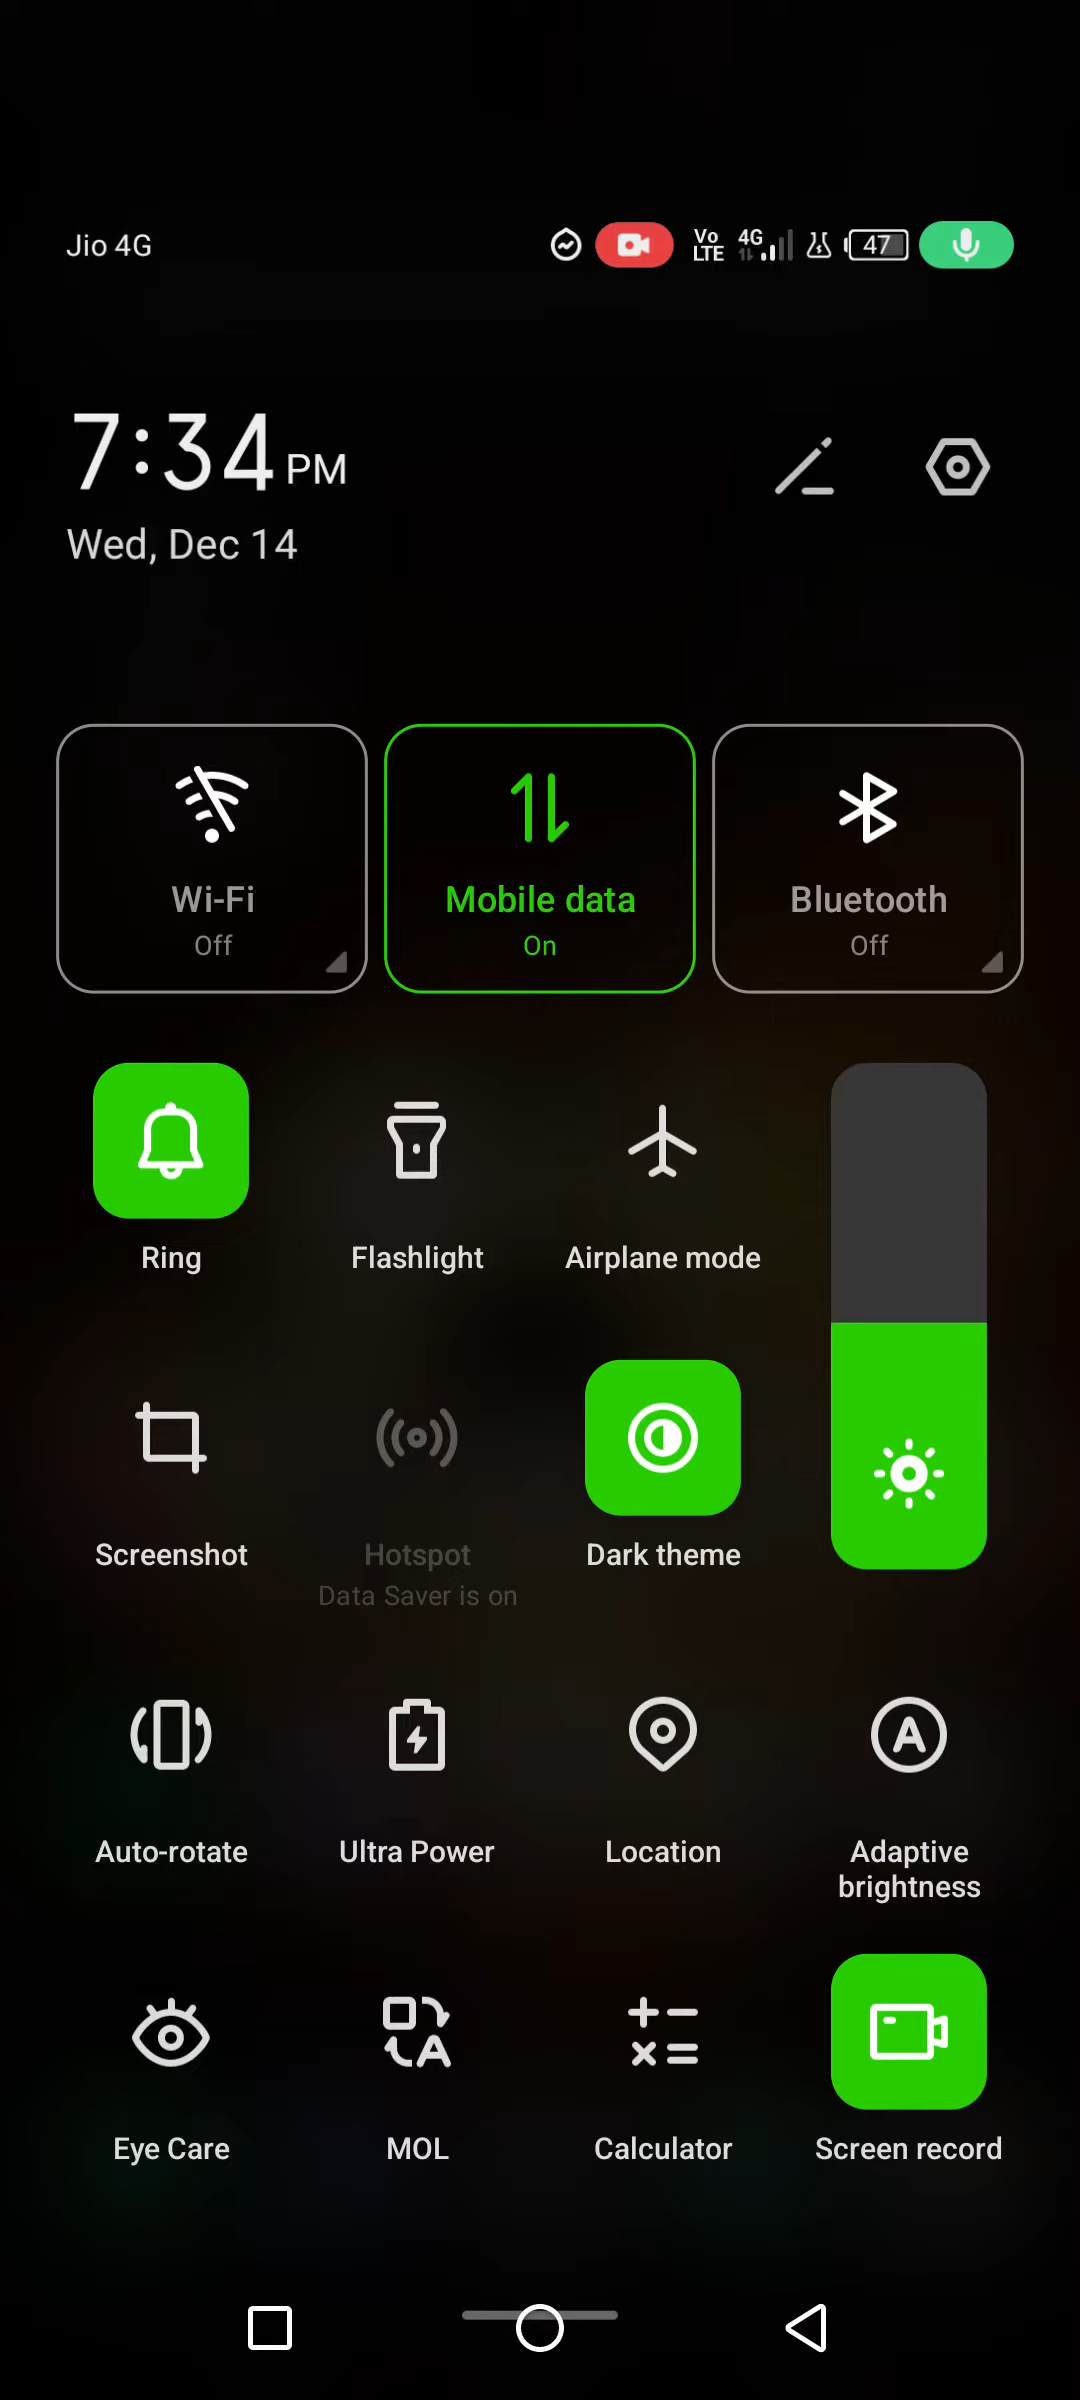 Jio 4G
Vo LTE 4G 47
7:34 PM
Wed, Dec 14
Wi-Fi
Off
Mobile data
On
Bluetooth
Off
Ring
Flashlight
Airplane mode
Screenshot
Hotspot
Data Saver is on
Dark theme
Auto-rotate
Ultra Power
Location
Adaptive
brightness
Eye Care
MOL
Calculator
Screen record